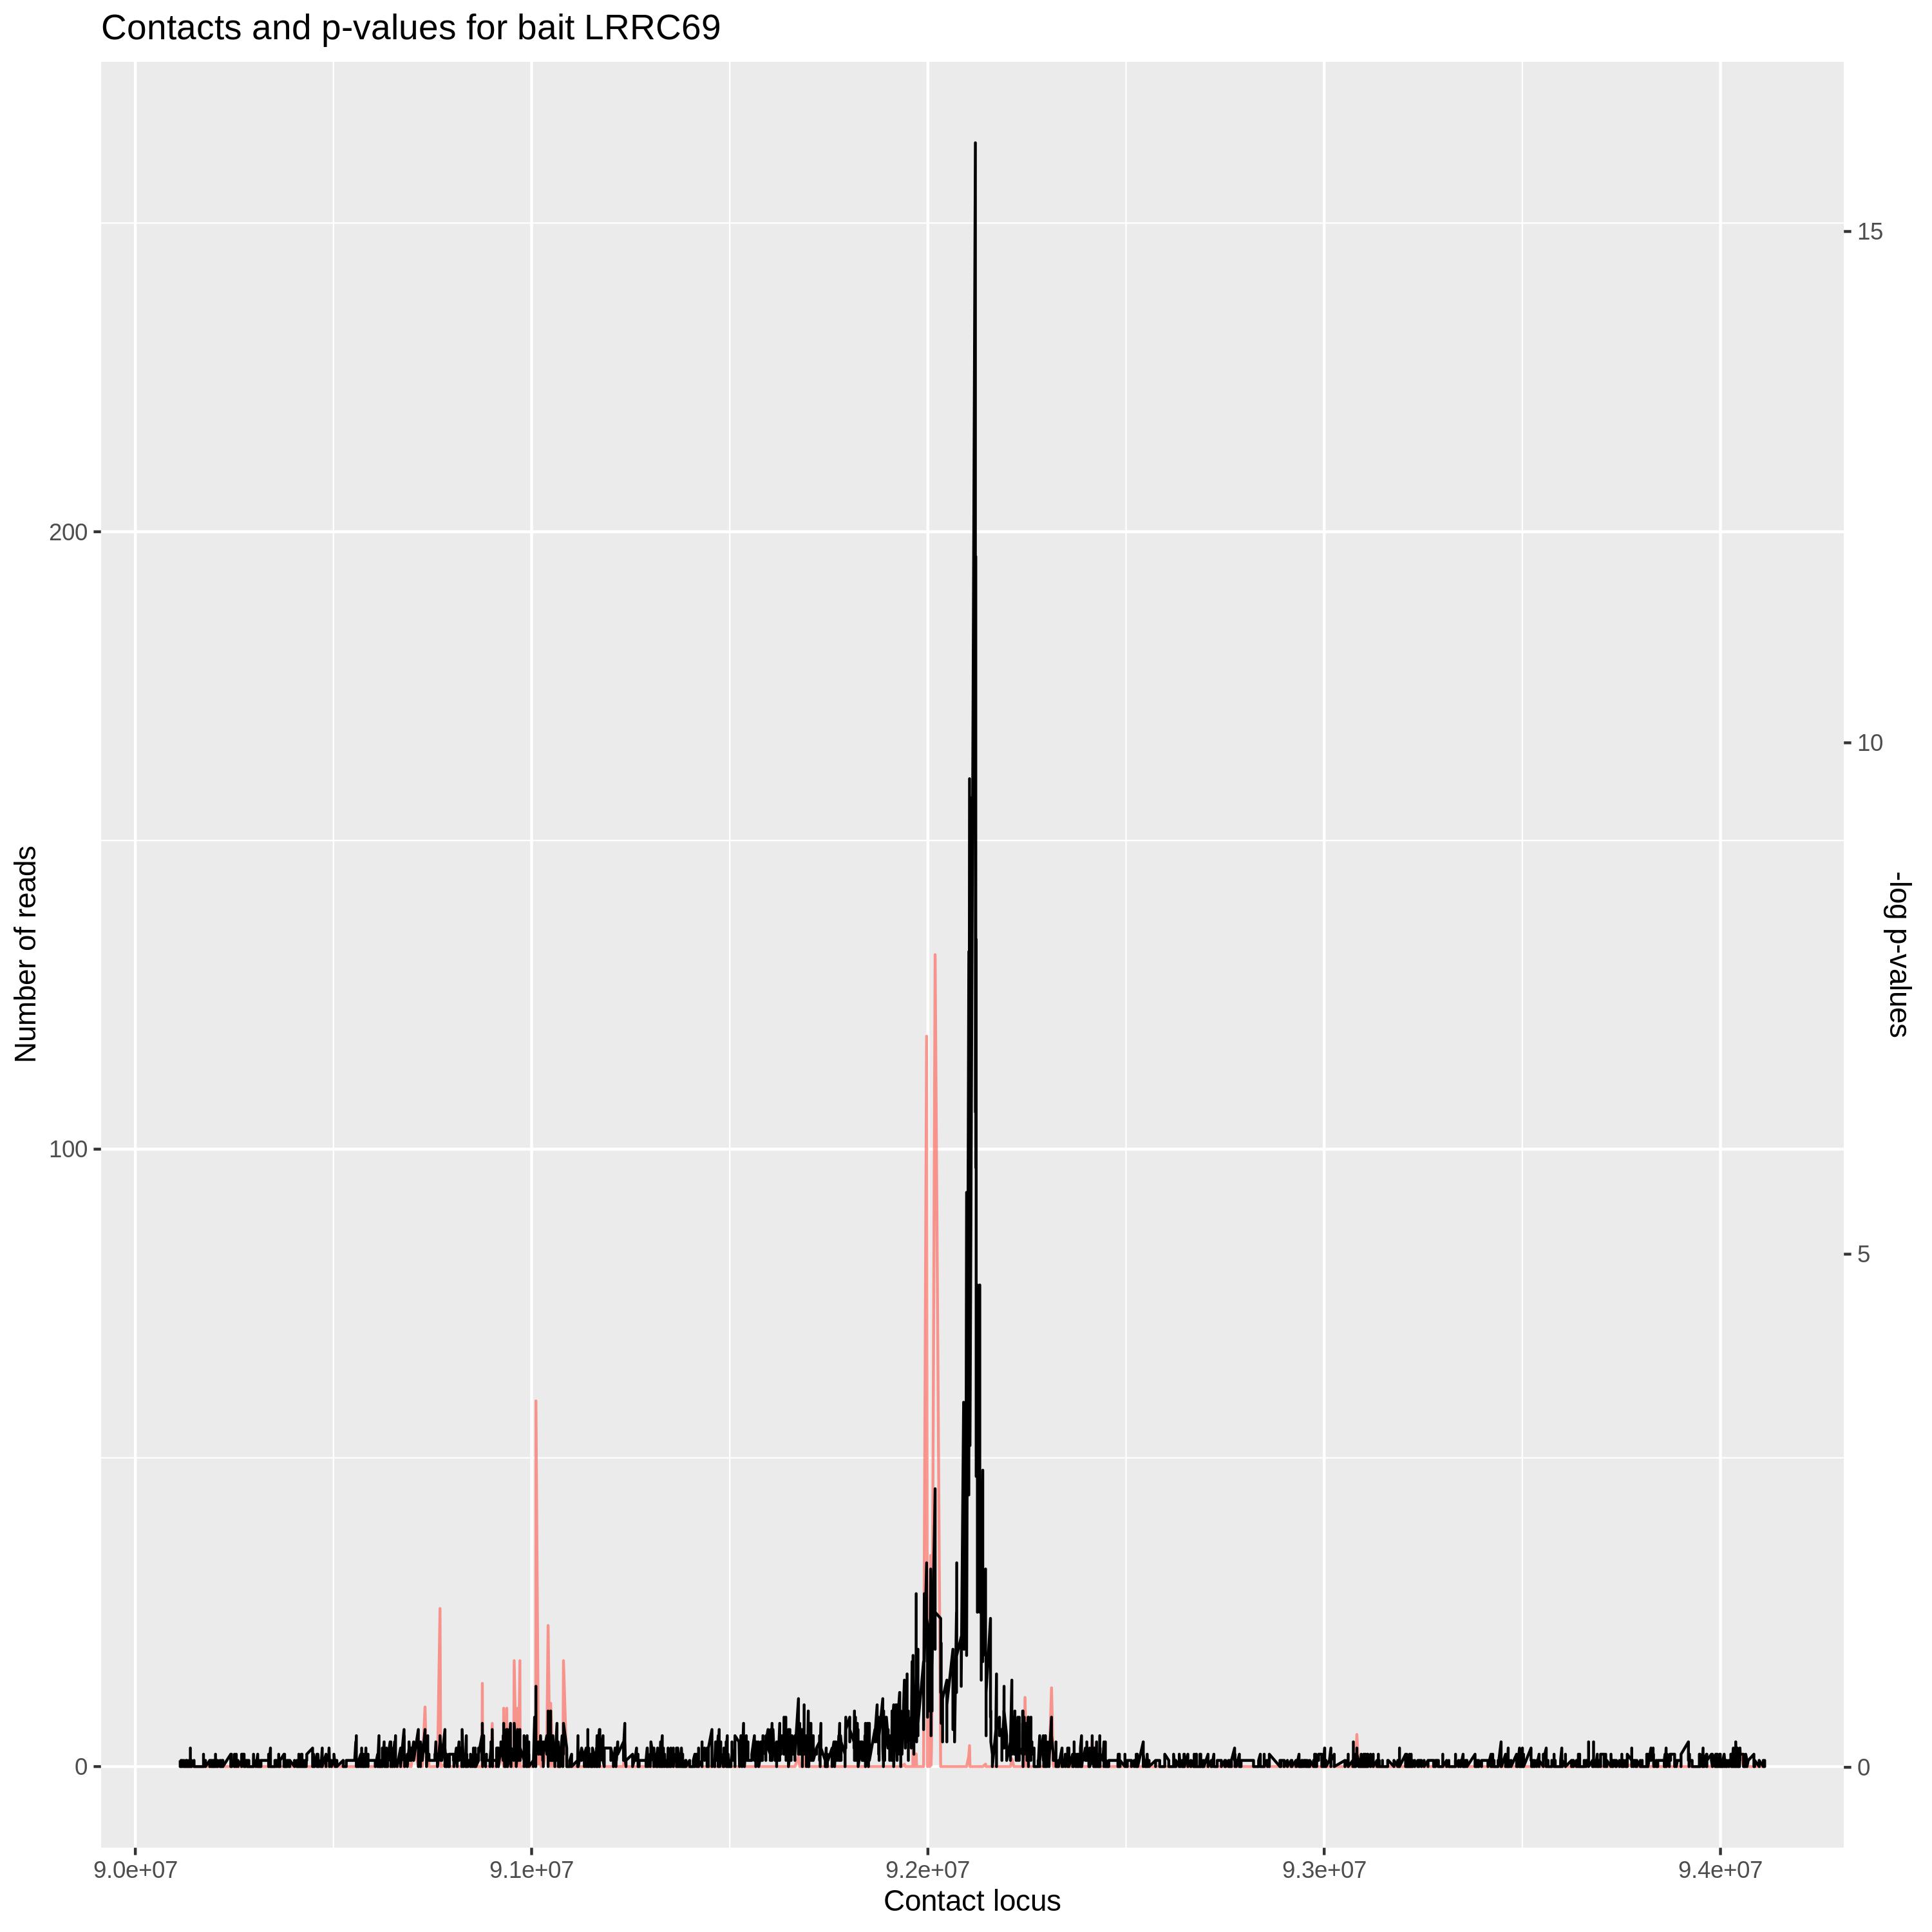 Contacts and p-values for bait LRRC69
Number of reads
200
100
0
15
10
5
0
-log p-values
9.0e+07 9.1e+07 9.2e+07 9.3e+07 9.4e+07
Contact locus